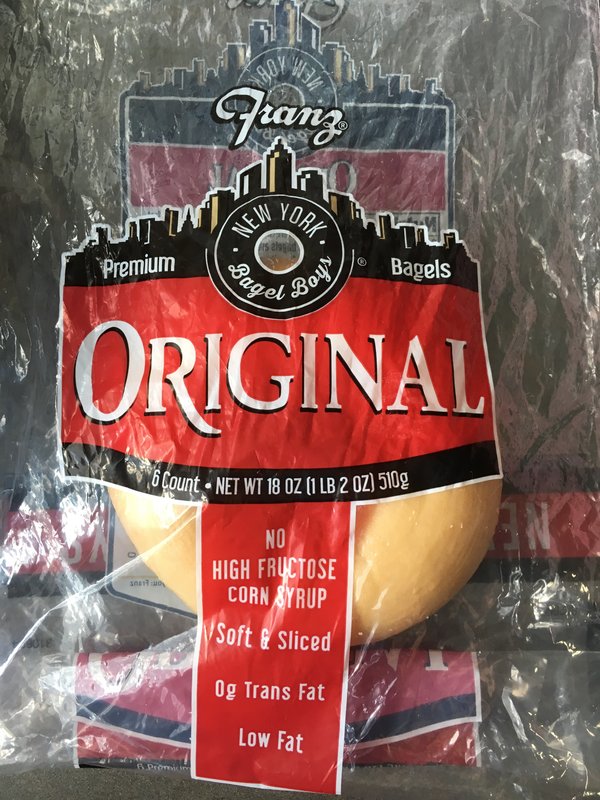 Franz®
NEW YORK
Bagel Boys®
Premium
Bagels
ORIGINAL
6 Count • NET WT 18 OZ (1 LB 2 OZ) 510g
NO
HIGH FRUCTOSE
CORN SYRUP
Soft & Sliced
0g Trans Fat
Low Fat